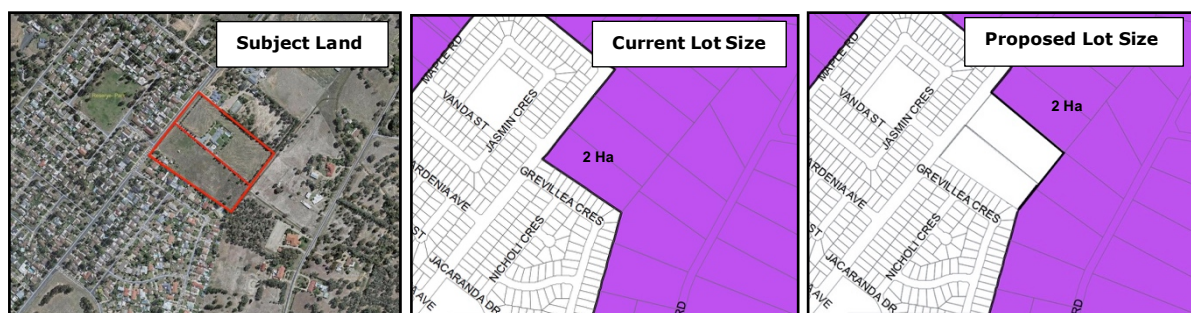 Subject Land
Current Lot Size
MAPLE RD
VANDA ST
JASMIN CRES
2 Ha
GREVILLEA CRES
ARDENIA AVE
NICHOLI CRES
ST
JACARANDA DR
A AVE
RD
Proposed Lot Size
MAPLE RD
2 Ha
VANDA ST
JASMIN CRES
GREVILLEA CRES
ARDENIA AVE
NICHOLI CRES
ST
JACARANDA DR
A AVE
RD